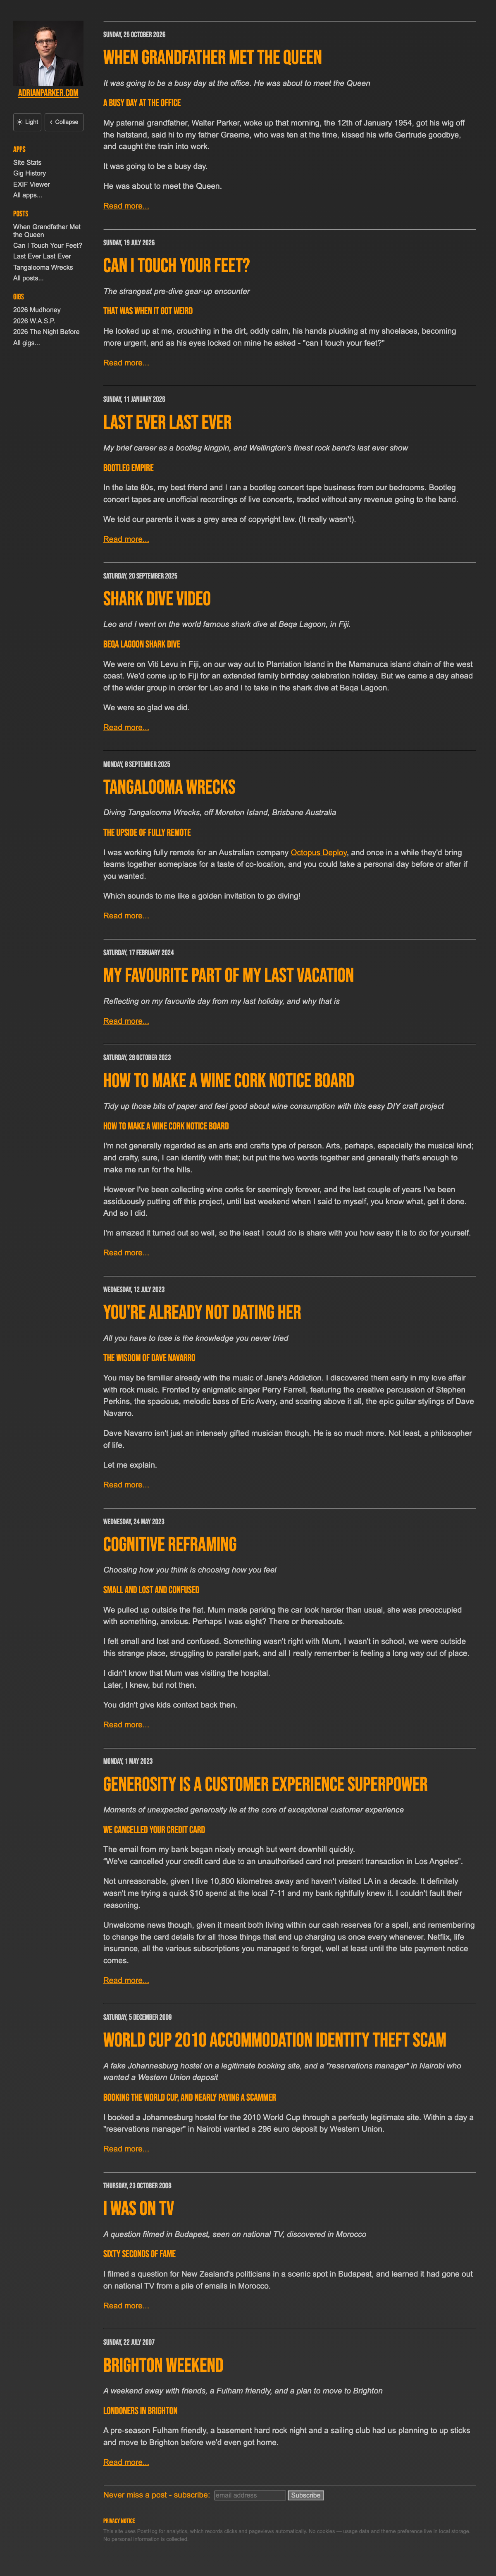 ADRIANPARKER.COM
Light
Collapse
APPS
Site Stats
Gig History
EXIF Viewer
All apps...
POSTS
When Grandfather Met
the Queen
Can I Touch Your Feet?
Last Ever Last Ever
Tangalooma Wrecks
All posts...
GIGS
2026 Mudhoney
2026 W.A.S.P.
2026 The Night Before
All gigs...
SUNDAY, 25 OCTOBER 2026
WHEN GRANDFATHER MET THE QUEEN
It was going to be a busy day at the office. He was about to meet the Queen
A BUSY DAY AT THE OFFICE
My paternal grandfather, Walter Parker, woke up that morning, the 12th of January 1954, got his wig off
the hatstand, said hi to my father Graeme, who was ten at the time, kissed his wife Gertrude goodbye,
and caught the train into work.
It was going to be a busy day.
He was about to meet the Queen.
Read more...
SUNDAY, 19 JULY 2026
CAN I TOUCH YOUR FEET?
The strangest pre-dive gear-up encounter
THAT WAS WHEN IT GOT WEIRD
He looked up at me, crouching in the dirt, oddly calm, his hands plucking at my shoelaces, becoming
more urgent, and as his eyes locked on mine he asked - "can I touch your feet?"
Read more...
SUNDAY, 11 JANUARY 2026
LAST EVER LAST EVER
My brief career as a bootleg kingpin, and Wellington's finest rock band's last ever show
BOOTLEG EMPIRE
In the late 80s, my best friend and I ran a bootleg concert tape business from our bedrooms. Bootleg
concert tapes are unofficial recordings of live concerts, traded without any revenue going to the band.
We told our parents it was a grey area of copyright law. (It really wasn't).
Read more...
SATURDAY, 20 SEPTEMBER 2025
SHARK DIVE VIDEO
Leo and I went on the world famous shark dive at Beqa Lagoon, in Fiji.
BEQA LAGOON SHARK DIVE
We were on Viti Levu in Fiji, on our way out to Plantation Island in the Mamanuca island chain of the west
coast. We'd come up to Fiji for an extended family birthday celebration holiday. But we came a day ahead
of the wider group in order for Leo and I to take in the shark dive at Beqa Lagoon.
We were so glad we did.
Read more...
MONDAY, 8 SEPTEMBER 2025
TANGALOOMA WRECKS
Diving Tangalooma Wrecks, off Moreton Island, Brisbane Australia
THE UPSIDE OF FULLY REMOTE
I was working fully remote for an Australian company Octopus Deploy, and once in a while they'd bring
teams together someplace for a taste of co-location, and you could take a personal day before or after if
you wanted.
Which sounds to me like a golden invitation to go diving!
Read more...
SATURDAY, 17 FEBRUARY 2024
MY FAVOURITE PART OF MY LAST VACATION
Reflecting on my favourite day from my last holiday, and why that is
Read more...
SATURDAY, 28 OCTOBER 2023
HOW TO MAKE A WINE CORK NOTICE BOARD
Tidy up those bits of paper and feel good about wine consumption with this easy DIY craft project
HOW TO MAKE A WINE CORK NOTICE BOARD
I'm not generally regarded as an arts and crafts type of person. Arts, perhaps, especially the musical kind;
and crafty, sure, I can identify with that; but put the two words together and generally that's enough to
make me run for the hills.
However I've been collecting wine corks for seemingly forever, and the last couple of years I've been
assiduously putting off this project, until last weekend when I said to myself, you know what, get it done.
And so I did.
I'm amazed it turned out so well, so the least I could do is share with you how easy it is to do for yourself.
Read more...
WEDNESDAY, 12 JULY 2023
YOU'RE ALREADY NOT DATING HER
All you have to lose is the knowledge you never tried
THE WISDOM OF DAVE NAVARRO
You may be familiar already with the music of Jane's Addiction. I discovered them early in my love affair
with rock music. Fronted by enigmatic singer Perry Farrell, featuring the creative percussion of Stephen
Perkins, the spacious, melodic bass of Eric Avery, and soaring above it all, the epic guitar stylings of Dave
Navarro.
Dave Navarro isn't just an intensely gifted musician though. He is so much more. Not least, a philosopher
of life.
Let me explain.
Read more...
WEDNESDAY, 24 MAY 2023
COGNITIVE REFRAMING
Choosing how you think is choosing how you feel
SMALL AND LOST AND CONFUSED
We pulled up outside the flat. Mum made parking the car look harder than usual, she was preoccupied
with something, anxious. Perhaps I was eight? There or thereabouts.
I felt small and lost and confused. Something wasn't right with Mum, I wasn't in school, we were outside
this strange place, struggling to parallel park, and all I really remember is feeling a long way out of place.
I didn't know that Mum was visiting the hospital.
Later, I knew, but not then.
You didn't give kids context back then.
Read more...
MONDAY, 1 MAY 2023
GENEROSITY IS A CUSTOMER EXPERIENCE SUPERPOWER
Moments of unexpected generosity lie at the core of exceptional customer experience
WE CANCELLED YOUR CREDIT CARD
The email from my bank began nicely enough but went downhill quickly.
"We've cancelled your credit card due to an unauthorised card not present transaction in Los Angeles".
Not unreasonable, given I live 10,800 kilometres away and haven't visited LA in a decade. It definitely
wasn't me trying a quick $10 spend at the local 7-11 and my bank rightfully knew it. I couldn't fault their
reasoning.
Unwelcome news though, given it meant both living within our cash reserves for a spell, and remembering
to change the card details for all those things that end up charging us once every whenever. Netflix, life
insurance, all the various subscriptions you managed to forget, well at least until the late payment notice
comes.
Read more...
SATURDAY, 5 DECEMBER 2009
WORLD CUP 2010 ACCOMMODATION IDENTITY THEFT SCAM
A fake Johannesburg hostel on a legitimate booking site, and a "reservations manager" in Nairobi who
wanted a Western Union deposit
BOOKING THE WORLD CUP, AND NEARLY PAYING A SCAMMER
I booked a Johannesburg hostel for the 2010 World Cup through a perfectly legitimate site. Within a day a
"reservations manager" in Nairobi wanted a 296 euro deposit by Western Union.
Read more...
THURSDAY, 23 OCTOBER 2008
I WAS ON TV
A question filmed in Budapest, seen on national TV, discovered in Morocco
SIXTY SECONDS OF FAME
I filmed a question for New Zealand's politicians in a scenic spot in Budapest, and learned it had gone out
on national TV from a pile of emails in Morocco.
Read more...
SUNDAY, 22 JULY 2007
BRIGHTON WEEKEND
A weekend away with friends, a Fulham friendly, and a plan to move to Brighton
LONDONERS IN BRIGHTON
A pre-season Fulham friendly, a basement hard rock night and a sailing club had us planning to up sticks
and move to Brighton before we'd even got home.
Read more...
Never miss a post - subscribe: email address Subscribe
PRIVACY NOTICE
This site uses PostHog for analytics, which records clicks and pageviews automatically. No cookies — usage data and theme preference live in local storage.
No personal information is collected.